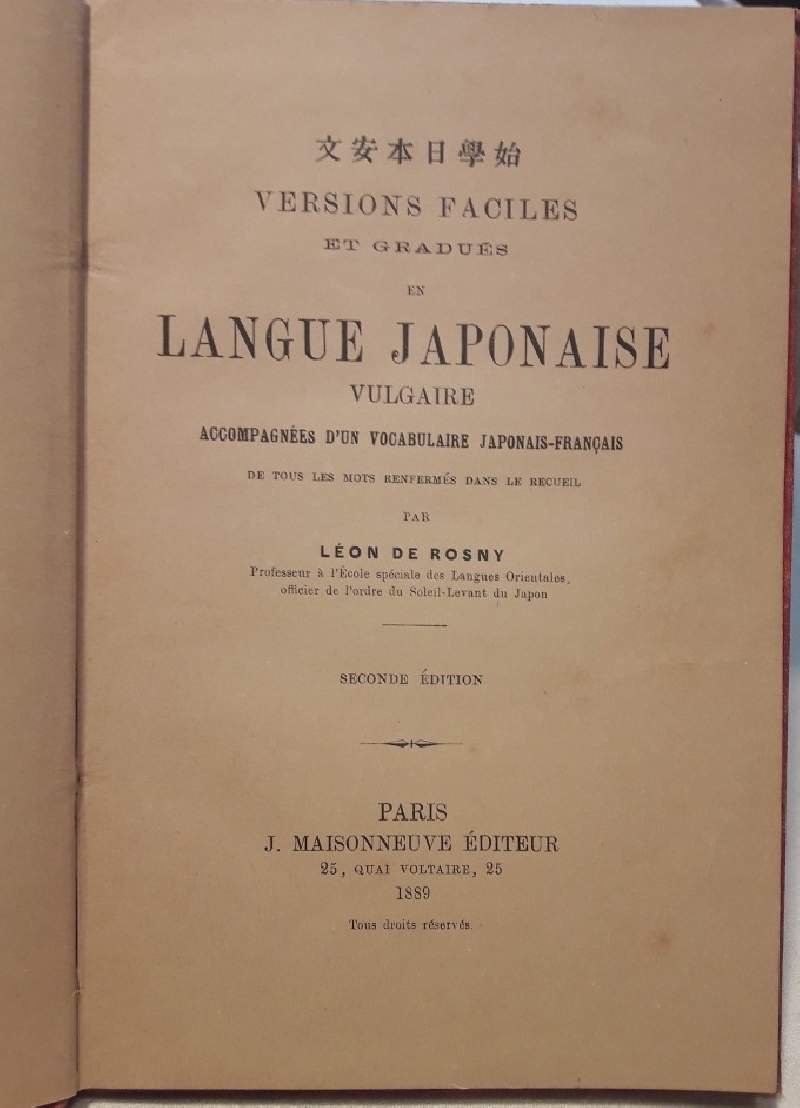 文安本日學始
VERSIONS FACILES
ET GRADUÉS
EN
LANGUE JAPONAISE
VULGAIRE
ACCOMPAGNÉES D'UN VOCABULAIRE JAPONAIS-FRANÇAIS
DE TOUS LES MOTS RENFERMÉS DANS LE RECUEIL
PAR
LÉON DE ROSNY
Professeur à l'École spéciale des Langues Orientales,
officier de l'ordre du Soleil-Levant du Japon
SECONDE ÉDITION
PARIS
J. MAISONNEUVE ÉDITEUR
25, QUAI VOLTAIRE, 25
1889
Tous droits réservés.